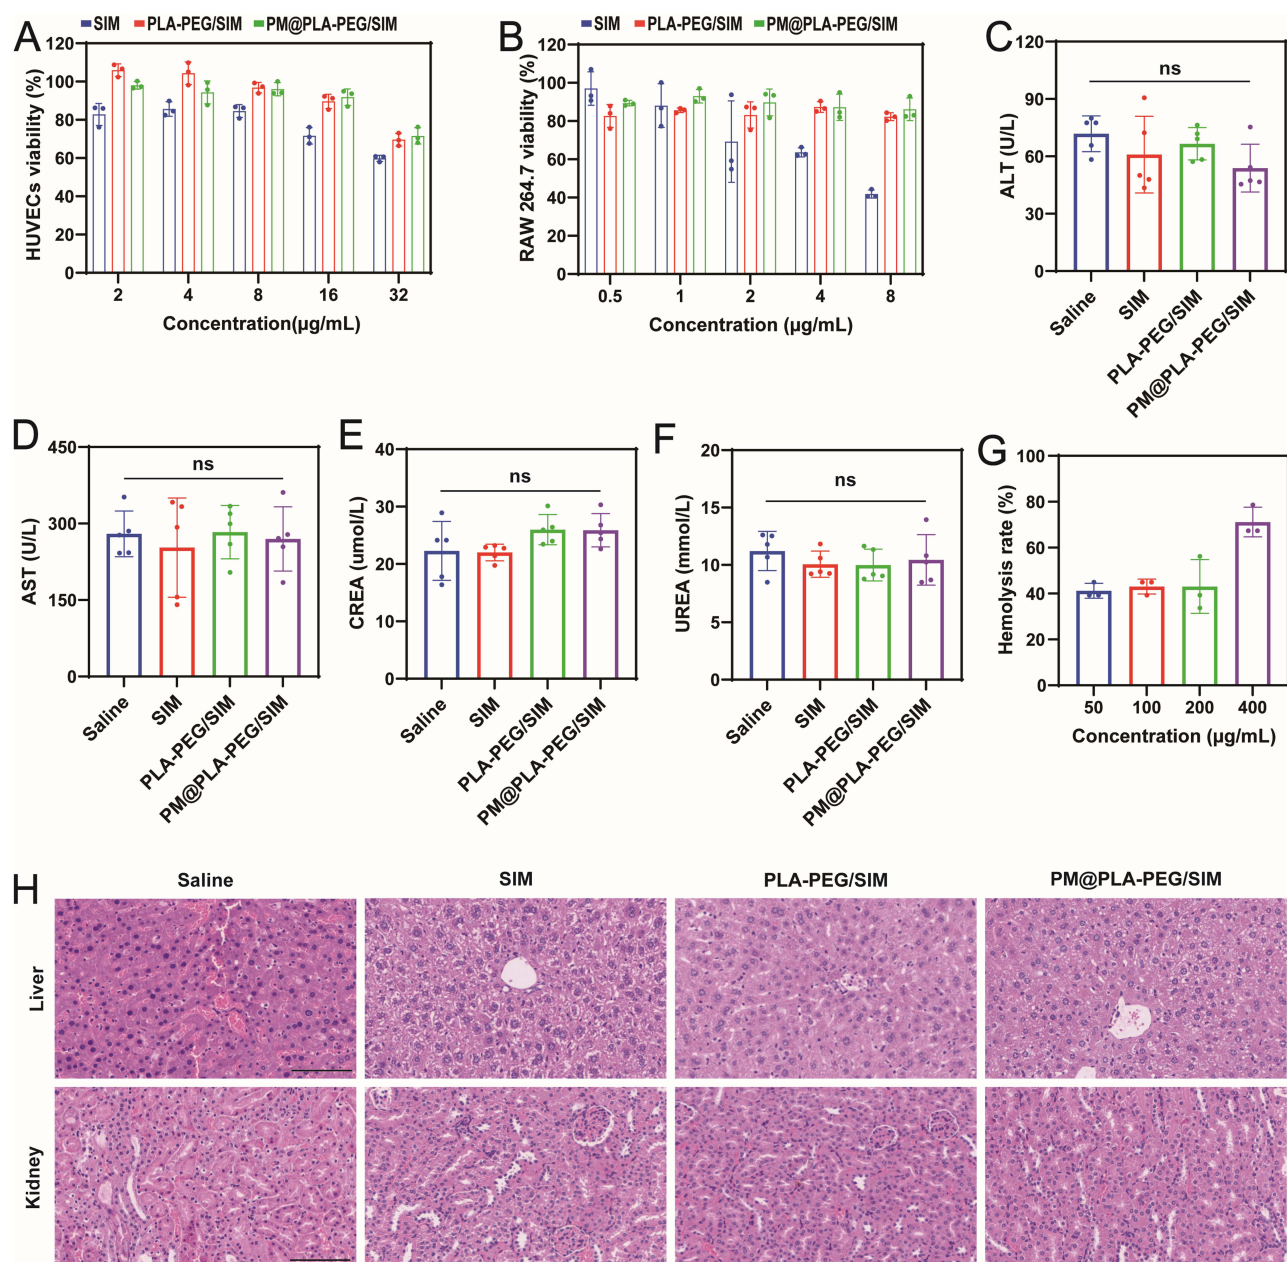 A
SIM PLA-PEG/SIM PM@PLA-PEG/SIM
HUVECs viability (%)
120
100
80
60
40
20
0
2 4 8 16 32
Concentration(μg/mL)
B
SIM PLA-PEG/SIM PM@PLA-PEG/SIM
RAW 264.7 viability (%)
120
100
80
60
40
20
0
0.5 1 2 4 8
Concentration (μg/mL)
C
ALT (U/L)
120
90
60
30
0
ns
Saline
SIM
PLA-PEG/SIM
PM@PLA-PEG/SIM
D
AST (U/L)
450
300
150
0
ns
Saline
SIM
PLA-PEG/SIM
PM@PLA-PEG/SIM
E
CREA (umol/L)
40
30
20
10
0
ns
Saline
SIM
PLA-PEG/SIM
PM@PLA-PEG/SIM
F
UREA (mmol/L)
20
15
10
5
0
ns
Saline
SIM
PLA-PEG/SIM
PM@PLA-PEG/SIM
G
Hemolysis rate (%)
100
80
60
40
20
0
50 100 200 400
Concentration (μg/mL)
H
Saline SIM PLA-PEG/SIM PM@PLA-PEG/SIM
Liver
Kidney